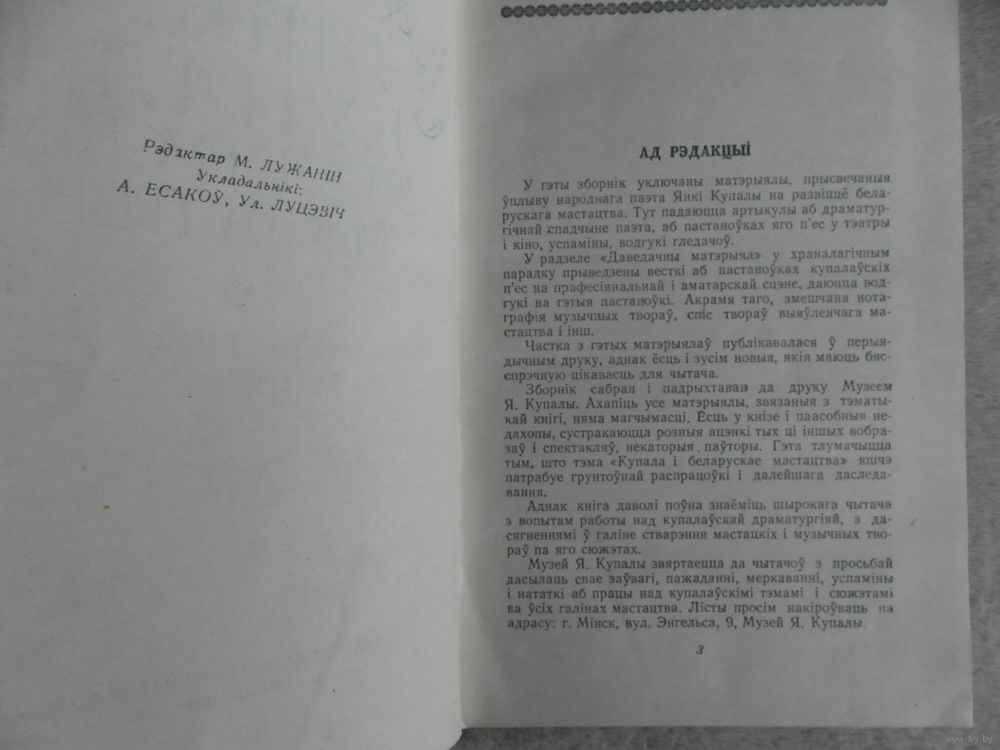 Рэдактар М. ЛУЖАНІН
Укладальнікі:
А. ЕСАКОЎ, Ул. ЛУЦЭВІЧ
АД РЭДАКЦЫІ
У гэты зборнік уключаны матэрыялы, прысвечаныя
ўплыву народнага паэта Янкі Купалы на развіццё бела-
рускага мастацтва. Тут падаюцца артыкулы аб драматур-
гічнай спадчыне паэта, аб пастаноўках яго п'ес у тэатры
і кіно, успаміны, водгукі гледачоў.
У радзеле «Даведачны матэрыял» у храналагічным
парадку прыведзены весткі аб пастаноўках купалаўскіх
п'ес на прафесіянальнай і аматарскай сцэне, даюцца вод-
гукі на гэтыя пастаноўкі. Акрамя таго, змешчана нота-
графія музычных твораў, спіс твораў выяўленчага ма-
стацтва і інш.
Частка з гэтых матэрыялаў публікавалася ў перыя-
дычным друку, аднак ёсць і зусім новыя, якія маюць бяс-
спрэчную цікавасць для чытача.
Зборнік сабран і падрыхтаван да друку Музеем
Я. Купалы. Ахапіць усе матэрыялы, звязаныя з тэматы-
кай кнігі, няма магчымасці. Ёсць у кнізе і паасобныя не-
дахопы, сустракаюцца розныя ацэнкі тых ці іншых вобра-
заў і спектакляў, некаторыя паўторы. Гэта тлумачыцца
тым, што тэма «Купала і беларускае мастацтва» яшчэ
патрабуе грунтоўнай распрацоўкі і далейшага даследа-
вання.
Аднак кніга даволі поўна знаёміць шырокага чытача
з вопытам работы над купалаўскай драматургіяй, з да-
сягненнямі ў галіне стварэння мастацкіх і музычных тво-
раў па яго сюжэтах.
Музей Я. Купалы звяртаецца да чытачоў з просьбай
дасылаць свае заўвагі, пажаданні, меркаванні, успаміны
і нататкі аб працы над купалаўскімі тэмамі і сюжэтамі
ва ўсіх галінах мастацтва. Лісты просім накіроўваць па
адрасу: г. Мінск, вул. Энгельса, 9, Музей Я. Купалы.
3
www.ay.by